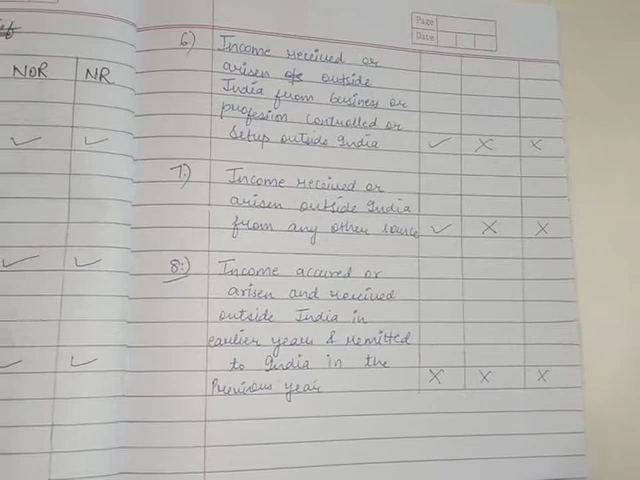 NOR NR
Page
Date
6) Income received or
arisen outside
India from business or
profession controlled or
Setup outside India ✓ X X
7.) Income received or
arisen outside India
from any other source ✓ X X
8:) Income accured or
arisen and received
outside India in
earlier years & remitted
to India in the
Previous year X X X